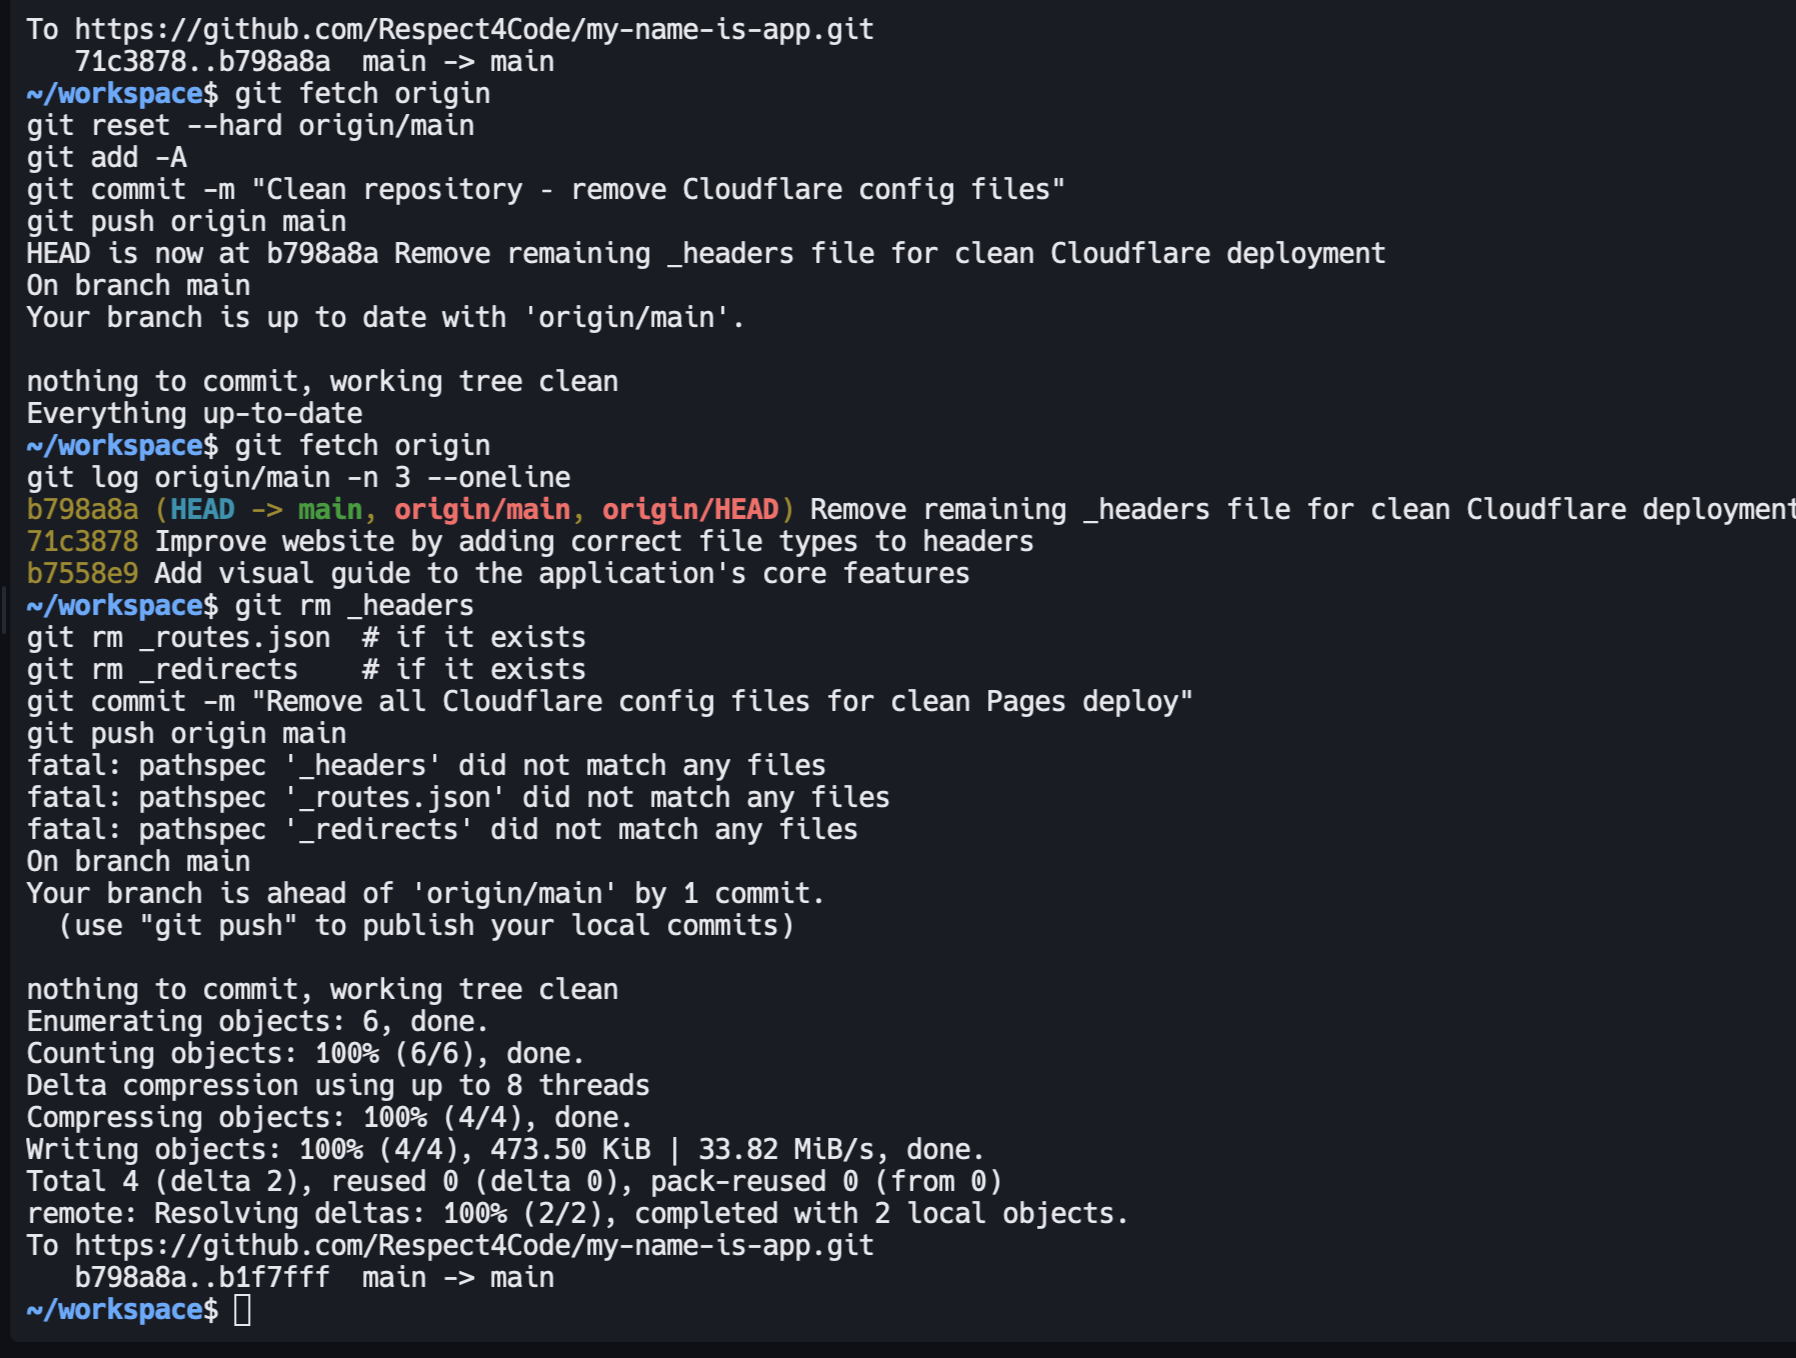 To https://github.com/Respect4Code/my-name-is-app.git
   71c3878..b798a8a  main -> main
~/workspace$ git fetch origin
git reset --hard origin/main
git add -A
git commit -m "Clean repository - remove Cloudflare config files"
git push origin main
HEAD is now at b798a8a Remove remaining _headers file for clean Cloudflare deployment
On branch main
Your branch is up to date with 'origin/main'.

nothing to commit, working tree clean
Everything up-to-date
~/workspace$ git fetch origin
git log origin/main -n 3 --oneline
b798a8a (HEAD -> main, origin/main, origin/HEAD) Remove remaining _headers file for clean Cloudflare deployment
71c3878 Improve website by adding correct file types to headers
b7558e9 Add visual guide to the application's core features
~/workspace$ git rm _headers
git rm _routes.json  # if it exists
git rm _redirects    # if it exists
git commit -m "Remove all Cloudflare config files for clean Pages deploy"
git push origin main
fatal: pathspec '_headers' did not match any files
fatal: pathspec '_routes.json' did not match any files
fatal: pathspec '_redirects' did not match any files
On branch main
Your branch is ahead of 'origin/main' by 1 commit.
  (use "git push" to publish your local commits)

nothing to commit, working tree clean
Enumerating objects: 6, done.
Counting objects: 100% (6/6), done.
Delta compression using up to 8 threads
Compressing objects: 100% (4/4), done.
Writing objects: 100% (4/4), 473.50 KiB | 33.82 MiB/s, done.
Total 4 (delta 2), reused 0 (delta 0), pack-reused 0 (from 0)
remote: Resolving deltas: 100% (2/2), completed with 2 local objects.
To https://github.com/Respect4Code/my-name-is-app.git
   b798a8a..b1f7fff  main -> main
~/workspace$